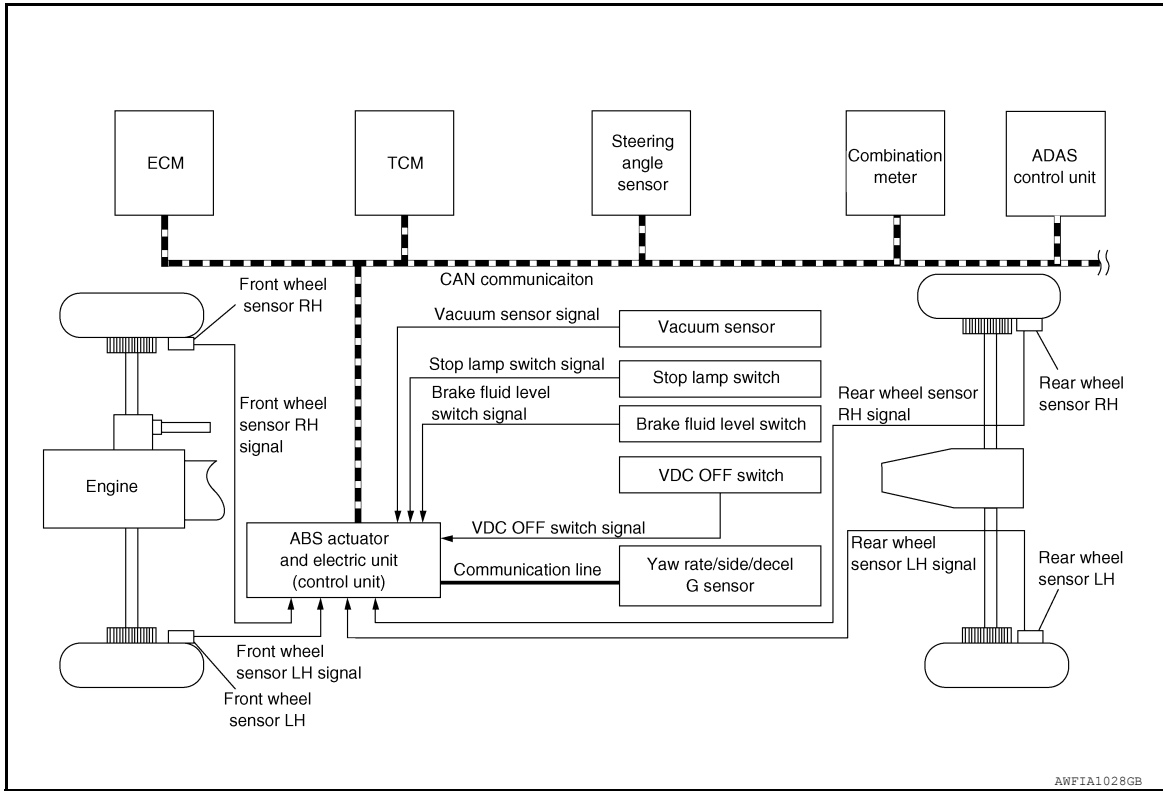 ECM
TCM
Steering
angle
sensor
Combination
meter
ADAS
control unit
CAN communicaiton
Front wheel
sensor RH
Vacuum sensor signal
Vacuum sensor
Stop lamp switch signal
Stop lamp switch
Brake fluid level
switch signal
Brake fluid level switch
Front wheel
sensor RH
signal
Rear wheel sensor
RH signal
Rear wheel
sensor RH
Engine
VDC OFF switch
VDC OFF switch signal
ABS actuator
and electric unit
(control unit)
Communication line
Yaw rate/side/decel
G sensor
Rear wheel
sensor LH signal
Rear wheel
sensor LH
Front wheel
sensor LH signal
Front wheel
sensor LH
AWFIA1028GB